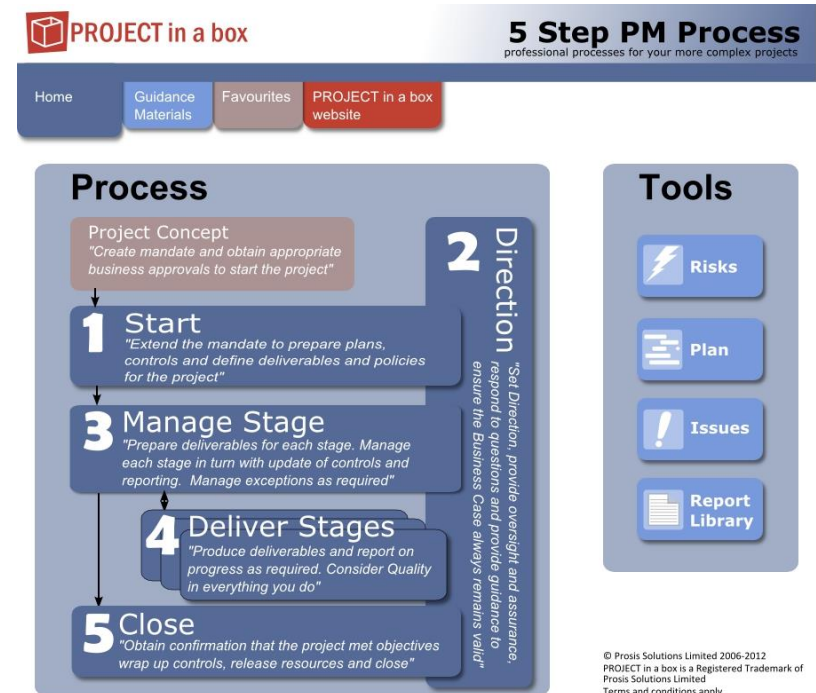 PROJECT in a box
5 Step PM Process
professional processes for your more complex projects
Home
Guidance
Materials
Favourites
PROJECT in a box
website
Process
Project Concept
"Create mandate and obtain appropriate
business approvals to start the project"
1 Start
"Extend the mandate to prepare plans,
controls and define deliverables and policies
for the project"
2 Direction
"Set Direction, provide oversight and assurance,
respond to questions and provide guidance to
ensure the Business Case always remains valid"
3 Manage Stage
"Prepare deliverables for each stage. Manage
each stage in turn with update of controls and
reporting. Manage exceptions as required"
4 Deliver Stages
"Produce deliverables and report on
progress as required. Consider Quality
in everything you do"
5 Close
"Obtain confirmation that the project met objectives
wrap up controls, release resources and close"
Tools
Risks
Plan
Issues
Report
Library
© Prosis Solutions Limited 2006-2012
PROJECT in a box is a Registered Trademark of
Prosis Solutions Limited
Terms and conditions apply